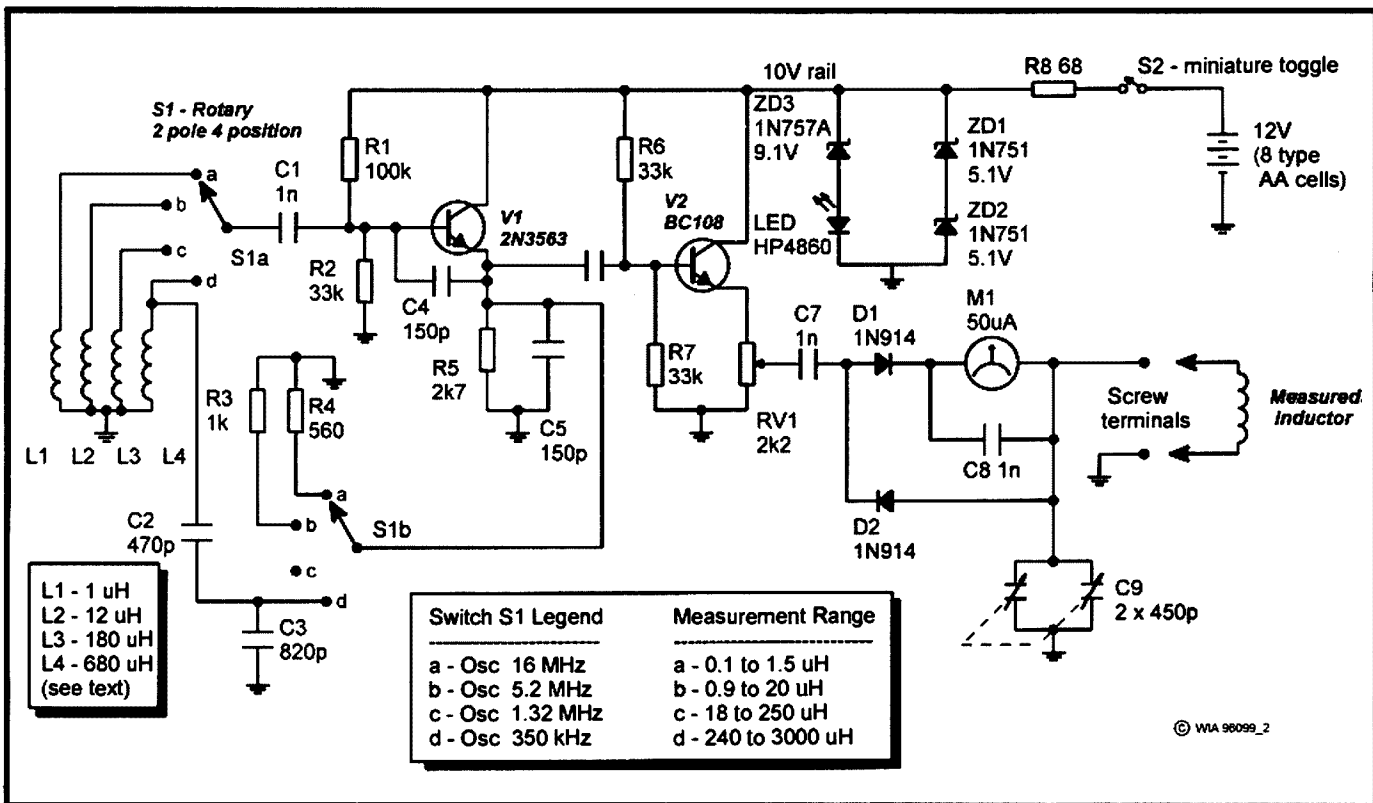 S1 - Rotary
2 pole 4 position
10V rail
R8 68
S2 - miniature toggle
ZD3
1N757A
9.1V
ZD1
1N751
5.1V
12V
(8 type
AA cells)
R1
100k
R6
33k
a
b
c
d
C1
1n
S1a
V1
2N3563
V2
BC108
LED
HP4860
ZD2
1N751
5.1V
R2
33k
C4
150p
R5
2k7
C5
150p
R7
33k
RV1
2k2
C7
1n
D1
1N914
M1
50uA
C8 1n
D2
1N914
Screw
terminals
Measured
Inductor
L1 L2 L3 L4
R3
1k
R4
560
a
b
c
d
S1b
C2
470p
C3
820p
C9
2 x 450p
L1 - 1 uH
L2 - 12 uH
L3 - 180 uH
L4 - 680 uH
(see text)
Switch S1 Legend Measurement Range
a - Osc 16 MHz a - 0.1 to 1.5 uH
b - Osc 5.2 MHz b - 0.9 to 20 uH
c - Osc 1.32 MHz c - 18 to 250 uH
d - Osc 350 kHz d - 240 to 3000 uH
© WIA 98099_2